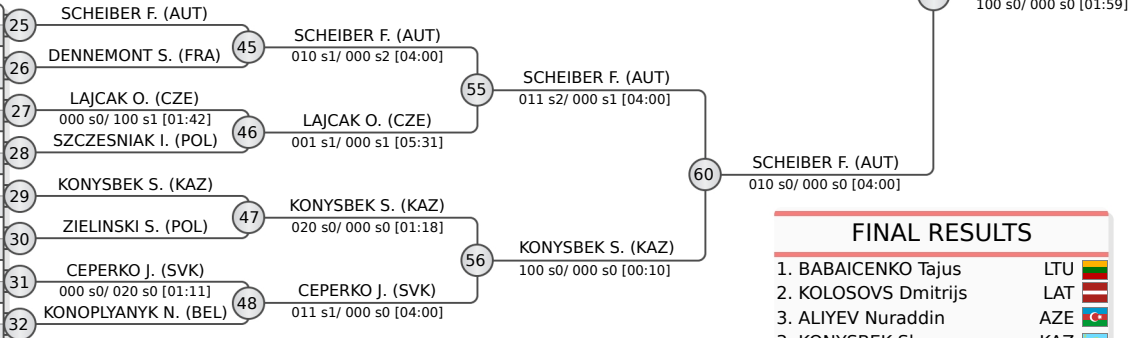 100 s0/ 000 s0 [01:59]
25
SCHEIBER F. (AUT)
26
DENNEMONT S. (FRA)
45
SCHEIBER F. (AUT)
010 s1/ 000 s2 [04:00]
27
LAJCAK O. (CZE)
000 s0/ 100 s1 [01:42]
28
SZCZESNIAK I. (POL)
46
LAJCAK O. (CZE)
001 s1/ 000 s1 [05:31]
55
SCHEIBER F. (AUT)
011 s2/ 000 s1 [04:00]
29
KONYSBEK S. (KAZ)
30
ZIELINSKI S. (POL)
47
KONYSBEK S. (KAZ)
020 s0/ 000 s0 [01:18]
31
CEPERKO J. (SVK)
000 s0/ 020 s0 [01:11]
32
KONOPLYANYK N. (BEL)
48
CEPERKO J. (SVK)
011 s1/ 000 s0 [04:00]
56
KONYSBEK S. (KAZ)
100 s0/ 000 s0 [00:10]
60
SCHEIBER F. (AUT)
010 s0/ 000 s0 [04:00]
FINAL RESULTS
1. BABAICENKO Tajus LTU
2. KOLOSOVS Dmitrijs LAT
3. ALIYEV Nuraddin AZE